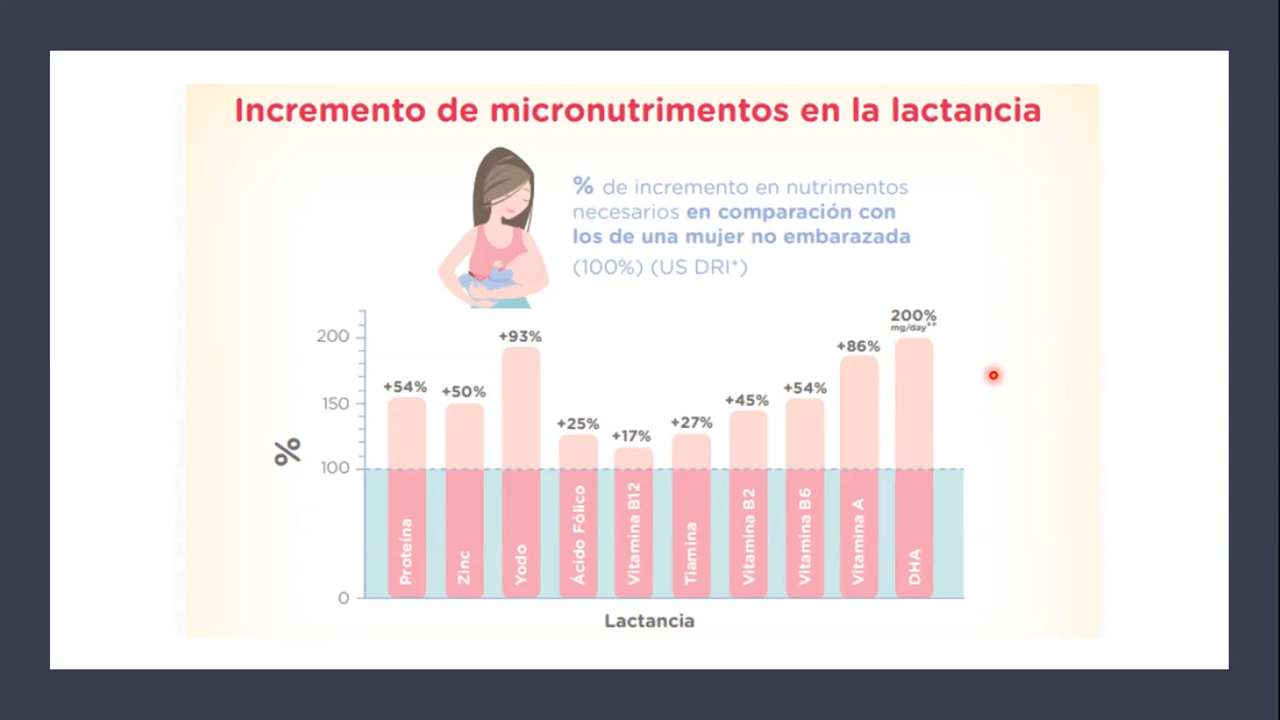 Incremento de micronutrimentos en la lactancia
% de incremento en nutrimentos
necesarios en comparación con
los de una mujer no embarazada
(100%) (US DRI*)
%
200
150
100
0
+54%
+50%
+93%
+25%
+17%
+27%
+45%
+54%
+86%
200%
mg/day**
Proteína
Zinc
Yodo
Ácido Fólico
Vitamina B12
Tiamina
Vitamina B2
Vitamina B6
Vitamina A
DHA
Lactancia